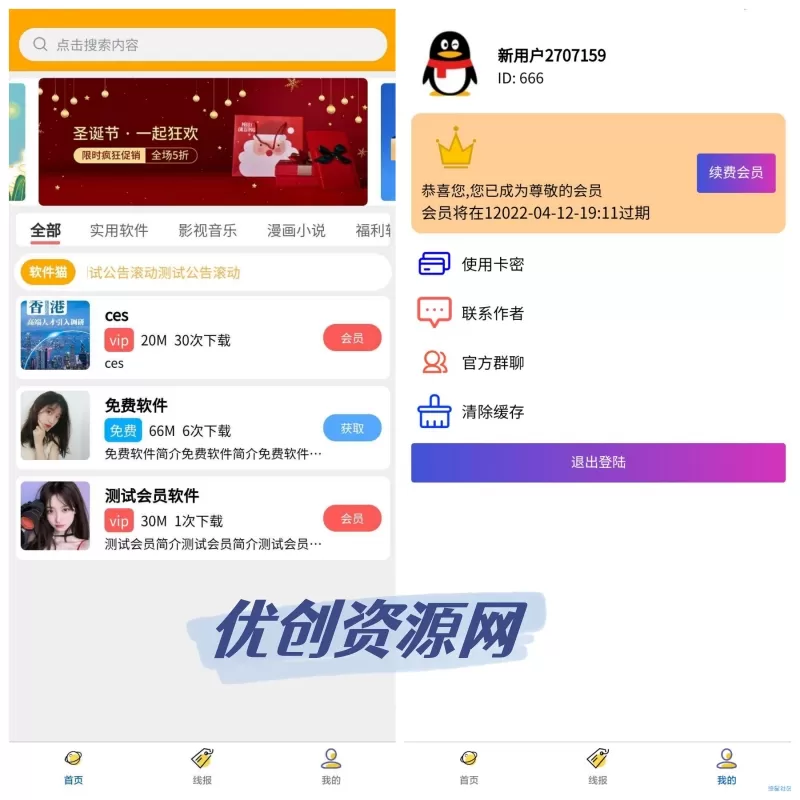 点击搜索内容
圣诞节·一起狂欢
限时疯狂促销 全场5折
全部 实用软件 影视音乐 漫画小说 福利
软件猫 试公告滚动测试公告滚动
香港
高端人才引入调研
ces
vip 20M 30次下载
ces
会员
免费软件
免费 66M 6次下载
免费软件简介免费软件简介免费软件…
获取
测试会员软件
vip 30M 1次下载
测试会员简介测试会员简介测试会员…
会员
首页 线报 我的
新用户2707159
ID: 666
恭喜您,您已成为尊敬的会员
会员将在12022-04-12-19:11过期
续费会员
使用卡密
联系作者
官方群聊
清除缓存
退出登陆
首页 线报 我的
优创资源网